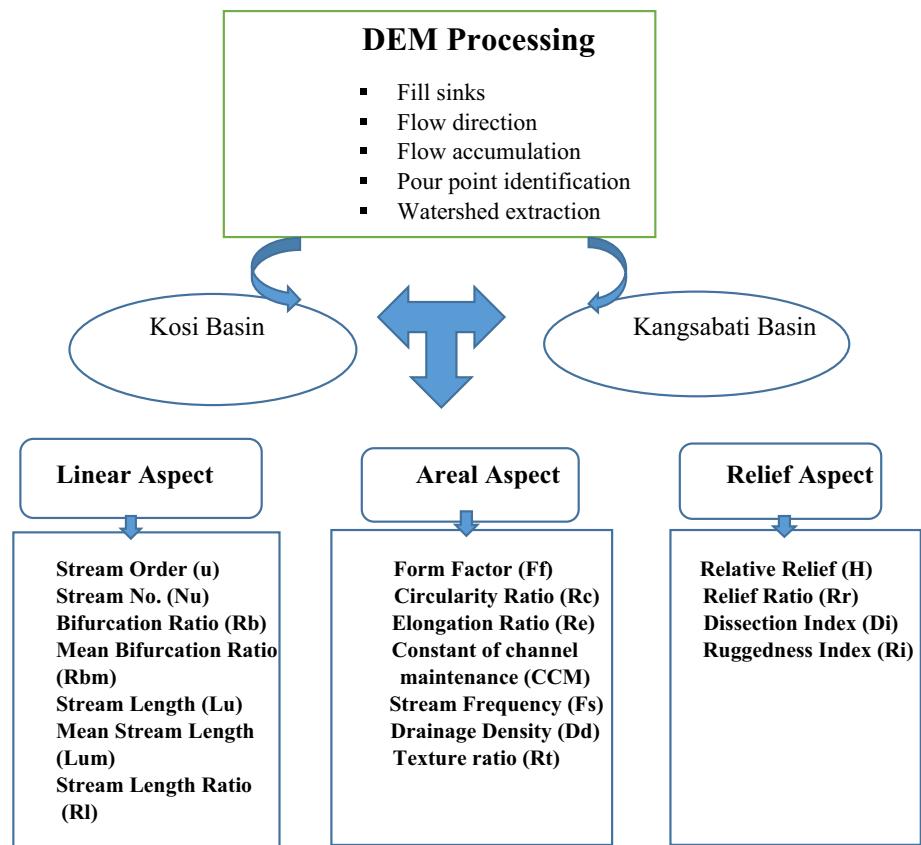 DEM Processing
▪ Fill sinks
▪ Flow direction
▪ Flow accumulation
▪ Pour point identification
▪ Watershed extraction
Kosi Basin
Kangsabati Basin
Linear Aspect
Stream Order (u)
Stream No. (Nu)
Bifurcation Ratio (Rb)
Mean Bifurcation Ratio
(Rbm)
Stream Length (Lu)
Mean Stream Length
(Lum)
Stream Length Ratio
(Rl)
Areal Aspect
Form Factor (Ff)
Circularity Ratio (Rc)
Elongation Ratio (Re)
Constant of channel
maintenance (CCM)
Stream Frequency (Fs)
Drainage Density (Dd)
Texture ratio (Rt)
Relief Aspect
Relative Relief (H)
Relief Ratio (Rr)
Dissection Index (Di)
Ruggedness Index (Ri)